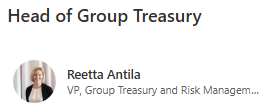 Head of Group Treasury
Reetta Antila
VP, Group Treasury and Risk Managem...